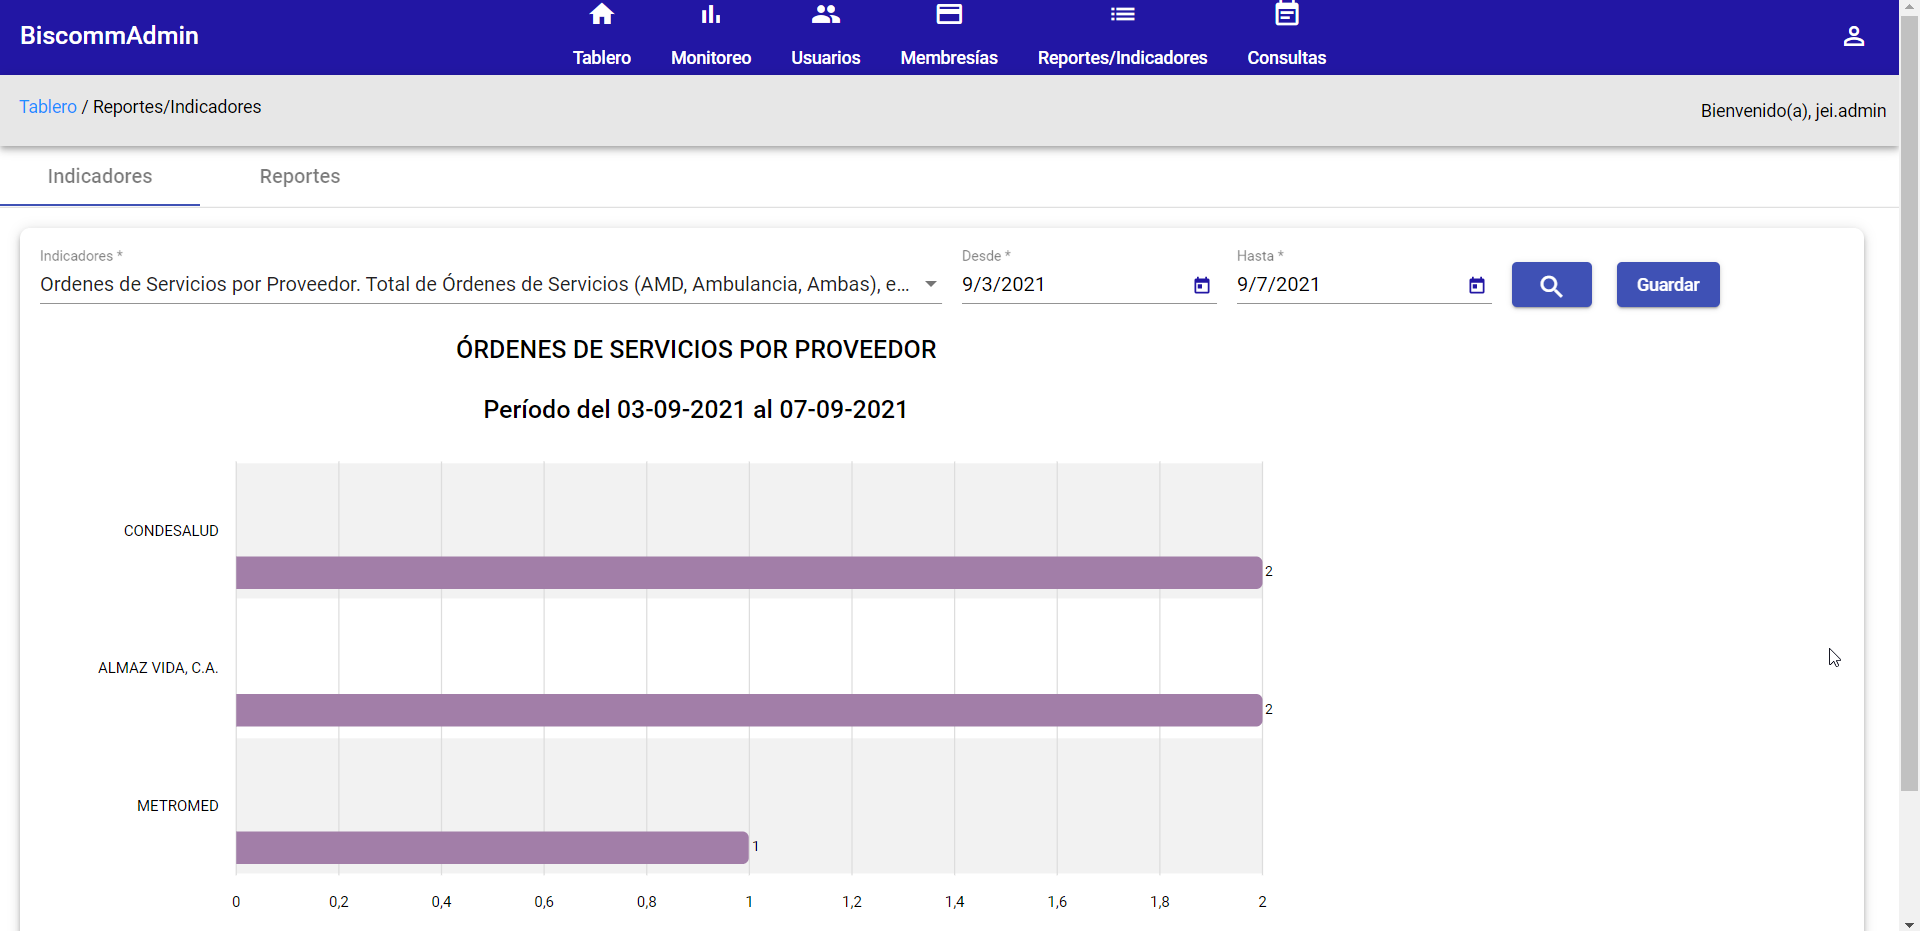 BiscommAdmin
Tablero
Monitoreo
Usuarios
Membresías
Reportes/Indicadores
Consultas
Tablero / Reportes/Indicadores
Bienvenido(a), jei.admin
Indicadores
Reportes
Indicadores *
Desde *
Hasta *
Ordenes de Servicios por Proveedor. Total de Órdenes de Servicios (AMD, Ambulancia, Ambas), e...
9/3/2021
9/7/2021
Guardar
ÓRDENES DE SERVICIOS POR PROVEEDOR
Período del 03-09-2021 al 07-09-2021
CONDESALUD
2
ALMAZ VIDA, C.A.
2
METROMED
1
0 0,2 0,4 0,6 0,8 1 1,2 1,4 1,6 1,8 2